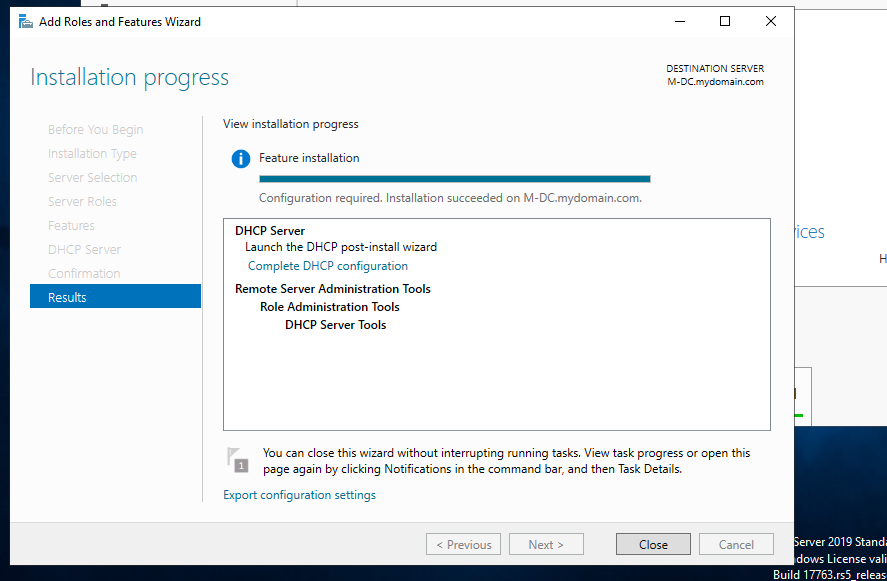 Add Roles and Features Wizard
Installation progress
DESTINATION SERVER
M-DC.mydomain.com
Before You Begin
Installation Type
Server Selection
Server Roles
Features
DHCP Server
Confirmation
Results
View installation progress
Feature installation
Configuration required. Installation succeeded on M-DC.mydomain.com.
DHCP Server
Launch the DHCP post-install wizard
Complete DHCP configuration
Remote Server Administration Tools
Role Administration Tools
DHCP Server Tools
1
You can close this wizard without interrupting running tasks. View task progress or open this
page again by clicking Notifications in the command bar, and then Task Details.
Export configuration settings
< Previous
Next >
Close
Cancel
ices
H
Server 2019 Standa
ndows License vali
Build 17763.rs5_releas